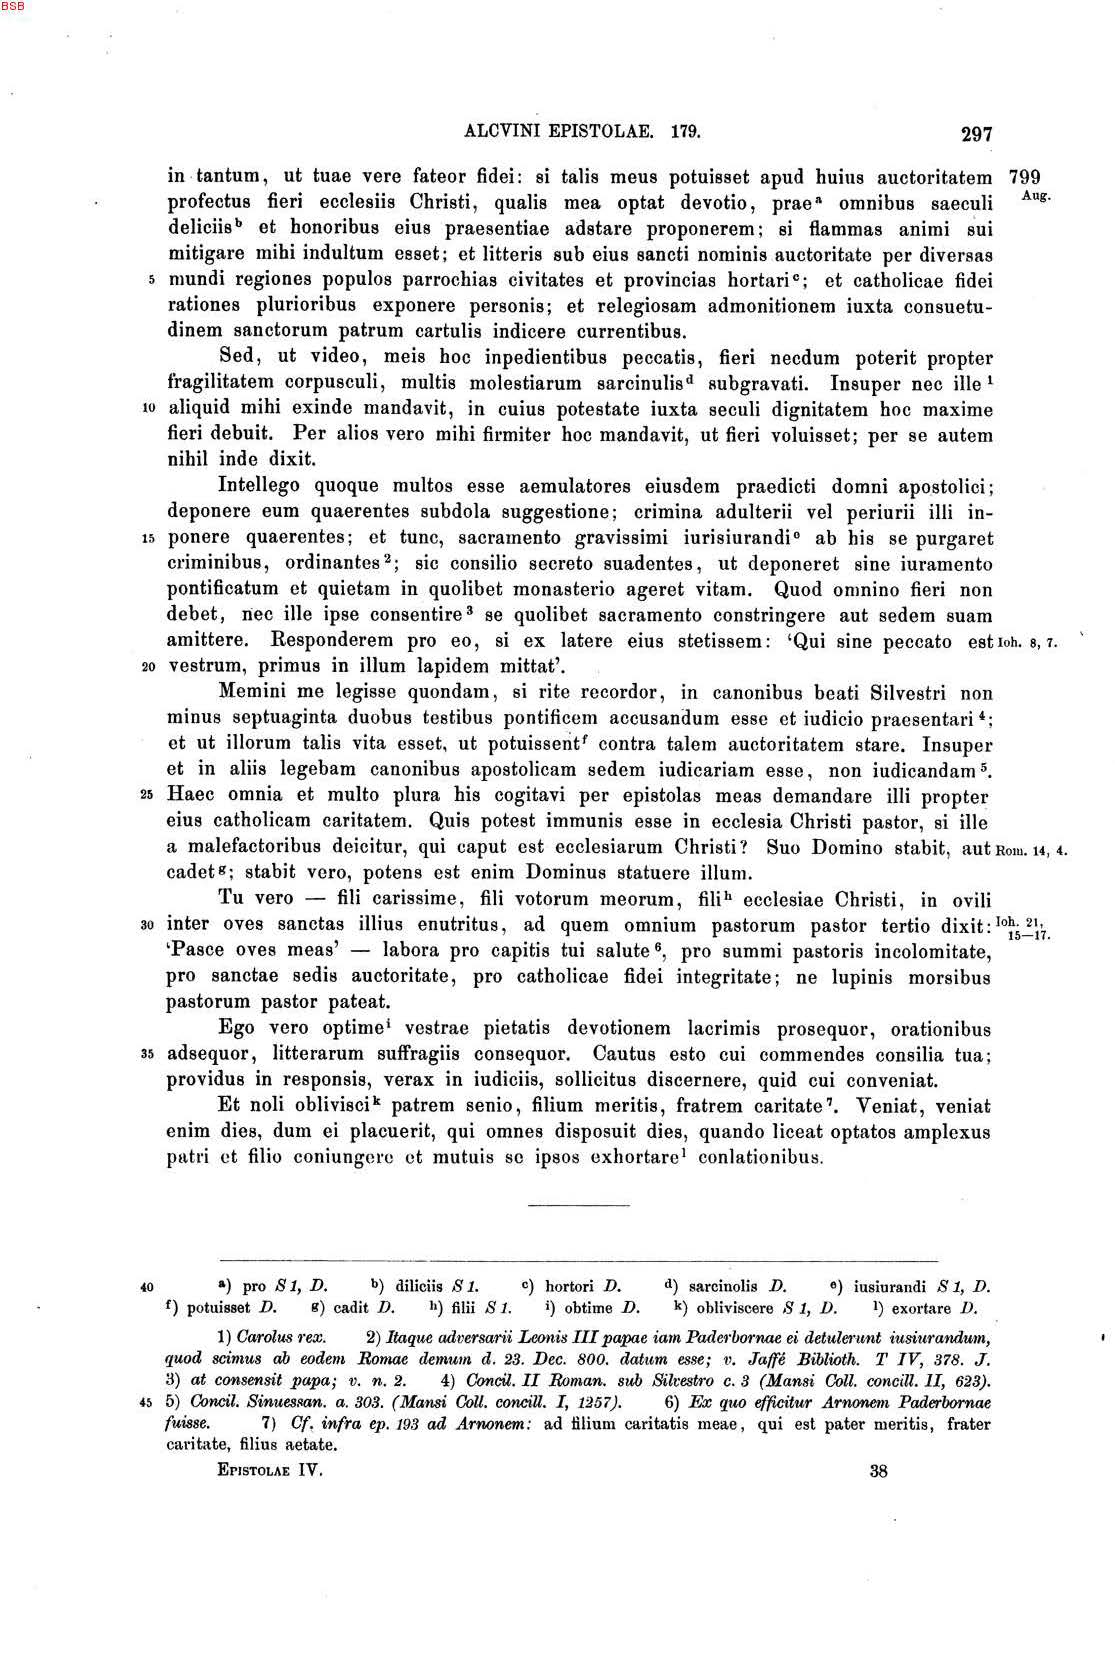 BSB
ALCVINI EPISTOLAE. 179. 297
in tantum, ut tuae vere fateor fidei: si talis meus potuisset apud huius auctoritatem 799
profectus fieri ecclesiis Christi, qualis mea optat devotio, prae a omnibus saeculi Aug.
deliciis b et honoribus eius praesentiae adstare proponerem; si flammas animi sui
mitigare mihi indultum esset; et litteris sub eius sancti nominis auctoritate per diversas
5 mundi regiones populos parrochias civitates et provincias hortari c; et catholicae fidei
rationes plurioribus exponere personis; et relegiosam admonitionem iuxta consuetu-
dinem sanctorum patrum cartulis indicere currentibus.
Sed, ut video, meis hoc inpedientibus peccatis, fieri necdum poterit propter
fragilitatem corpusculi, multis molestiarum sarcinulis d subgravati. Insuper nec ille 1
10 aliquid mihi exinde mandavit, in cuius potestate iuxta seculi dignitatem hoc maxime
fieri debuit. Per alios vero mihi firmiter hoc mandavit, ut fieri voluisset; per se autem
nihil inde dixit.
Intellego quoque multos esse aemulatores eiusdem praedicti domni apostolici;
deponere eum quaerentes subdola suggestione; crimina adulterii vel periurii illi in-
15 ponere quaerentes; et tunc, sacramento gravissimi iurisiurandi e ab his se purgaret
criminibus, ordinantes 2; sic consilio secreto suadentes, ut deponeret sine iuramento
pontificatum et quietam in quolibet monasterio ageret vitam. Quod omnino fieri non
debet, nec ille ipse consentire 3 se quolibet sacramento constringere aut sedem suam
amittere. Responderem pro eo, si ex latere eius stetissem: ‘Qui sine peccato est Ioh. 8, 7.
20 vestrum, primus in illum lapidem mittat’.
Memini me legisse quondam, si rite recordor, in canonibus beati Silvestri non
minus septuaginta duobus testibus pontificem accusandum esse et iudicio praesentari 4;
et ut illorum talis vita esset, ut potuissent f contra talem auctoritatem stare. Insuper
et in aliis legebam canonibus apostolicam sedem iudicariam esse, non iudicandam 5.
25 Haec omnia et multo plura his cogitavi per epistolas meas demandare illi propter
eius catholicam caritatem. Quis potest immunis esse in ecclesia Christi pastor, si ille
a malefactoribus deicitur, qui caput est ecclesiarum Christi? Suo Domino stabit, aut Rom. 14, 4.
cadet g; stabit vero, potens est enim Dominus statuere illum.
Tu vero — fili carissime, fili votorum meorum, fili h ecclesiae Christi, in ovili
30 inter oves sanctas illius enutritus, ad quem omnium pastorum pastor tertio dixit: Ioh. 21, 15—17.
‘Pasce oves meas’ — labora pro capitis tui salute 6, pro summi pastoris incolomitate,
pro sanctae sedis auctoritate, pro catholicae fidei integritate; ne lupinis morsibus
pastorum pastor pateat.
Ego vero optime i vestrae pietatis devotionem lacrimis prosequor, orationibus
35 adsequor, litterarum suffragiis consequor. Cautus esto cui commendes consilia tua;
providus in responsis, verax in iudiciis, sollicitus discernere, quid cui conveniat.
Et noli oblivisci k patrem senio, filium meritis, fratrem caritate 7. Veniat, veniat
enim dies, dum ei placuerit, qui omnes disposuit dies, quando liceat optatos amplexus
patri et filio coniungere et mutuis se ipsos exhortare l conlationibus.
40 a) pro S 1, D. b) diliciis S 1. c) hortori D. d) sarcinolis D. e) iusiurandi S 1, D.
f) potuisset D. g) cadit D. h) filii S 1. i) obtime D. k) obliviscere S 1, D. l) exortare D.
1) Carolus rex. 2) Itaque adversarii Leonis III papae iam Paderbornae ei detulerunt iusiurandum,
quod scimus ab eodem Romae demum d. 23. Dec. 800. datum esse; v. Jaffé Biblioth. T IV, 378. J.
3) at consensit papa; v. n. 2. 4) Concil. II Roman. sub Silvestro c. 3 (Mansi Coll. concill. II, 623).
45 5) Concil. Sinuessan. a. 303. (Mansi Coll. concill. I, 1257). 6) Ex quo efficitur Arnonem Paderbornae
fuisse. 7) Cf. infra ep. 193 ad Arnonem: ad filium caritatis meae, qui est pater meritis, frater
caritate, filius aetate.
EPISTOLAE IV. 38